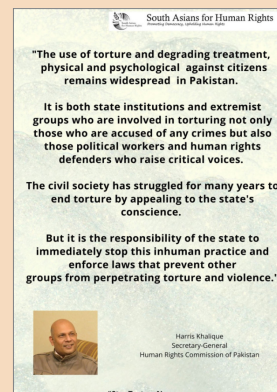 South Asians for Human Rights
Promoting Democracy, Upholding Human Rights
"The use of torture and degrading treatment,
physical and psychological against citizens
remains widespread in Pakistan.
It is both state institutions and extremist
groups who are involved in torturing not only
those who are accused of any crimes but also
those political workers and human rights
defenders who raise critical voices.
The civil society has struggled for many years to
end torture by appealing to the state's
conscience.
But it is the responsibility of the state to
immediately stop this inhuman practice and
enforce laws that prevent other
groups from perpetrating torture and violence."
Harris Khalique
Secretary-General
Human Rights Commission of Pakistan